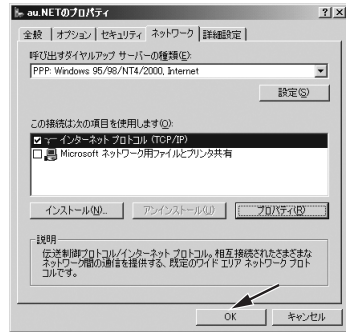 au.NETのプロパティ
全般 オプション セキュリティ ネットワーク 詳細設定
呼び出すダイヤルアップ サーバーの種類(E):
PPP: Windows 95/98/NT4/2000, Internet
設定(S)
この接続は次の項目を使用します(O):
インターネット プロトコル (TCP/IP)
Microsoft ネットワーク用ファイルとプリンタ共有
インストール(N)... アンインストール(U) プロパティ(R)
説明
伝送制御プロトコル/インターネット プロトコル。相互接続されたさまざまな
ネットワーク間の通信を提供する、既定のワイド エリア ネットワーク プロト
コルです。
OK キャンセル